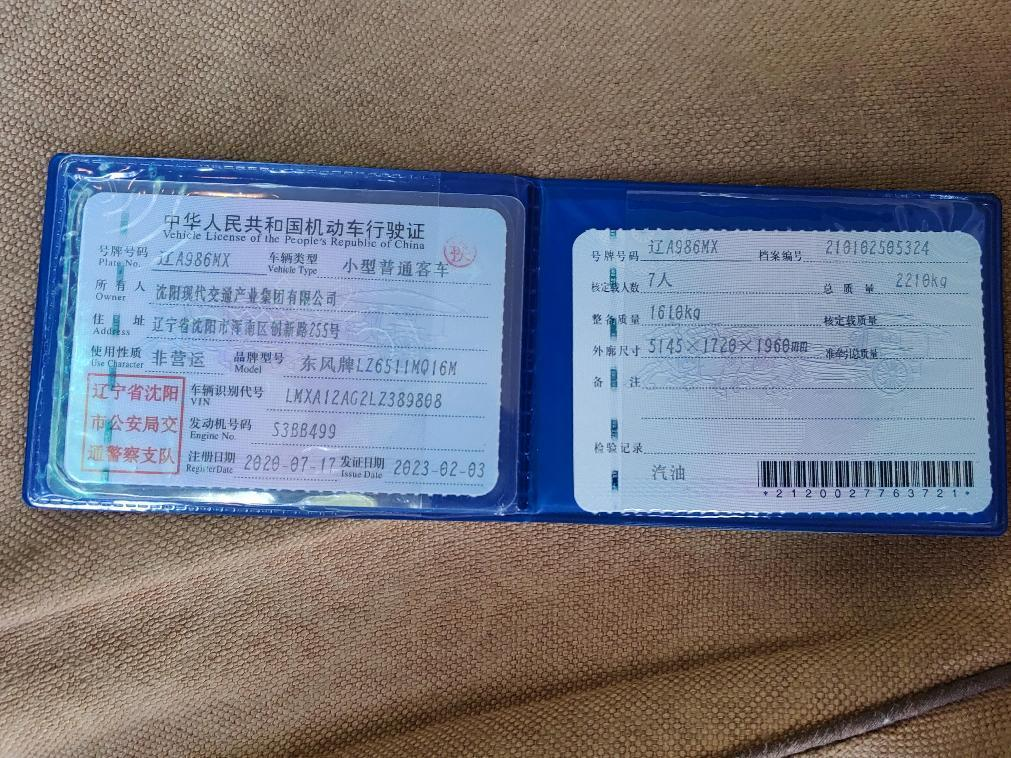 中华人民共和国机动车行驶证
Vehicle License of the People's Republic of China
号牌号码 辽A986MX 车辆类型 小型普通客车
Plate No. Vehicle Type
所有人 沈阳现代交通产业集团有限公司
Owner
住址 辽宁省沈阳市浑南区创新路255号
Address
使用性质 非营运 品牌型号 东风牌LZ6511MQ16M
Use Character Model
辽宁省沈阳
市公安局交
通警察支队
车辆识别代号 LMXA12AG2LZ389808
VIN
发动机号码 S3BB499
Engine No.
注册日期 2020-07-17 发证日期 2023-02-03
Register Date Issue Date
号牌号码 辽A986MX 档案编号 210102505324
核定载人数 7人 总质量 2210kg
整备质量 1610kg 核定载质量
外廓尺寸 5145×1720×1960mm 准牵引总质量
备注
检验记录
汽油
*2120027763721*